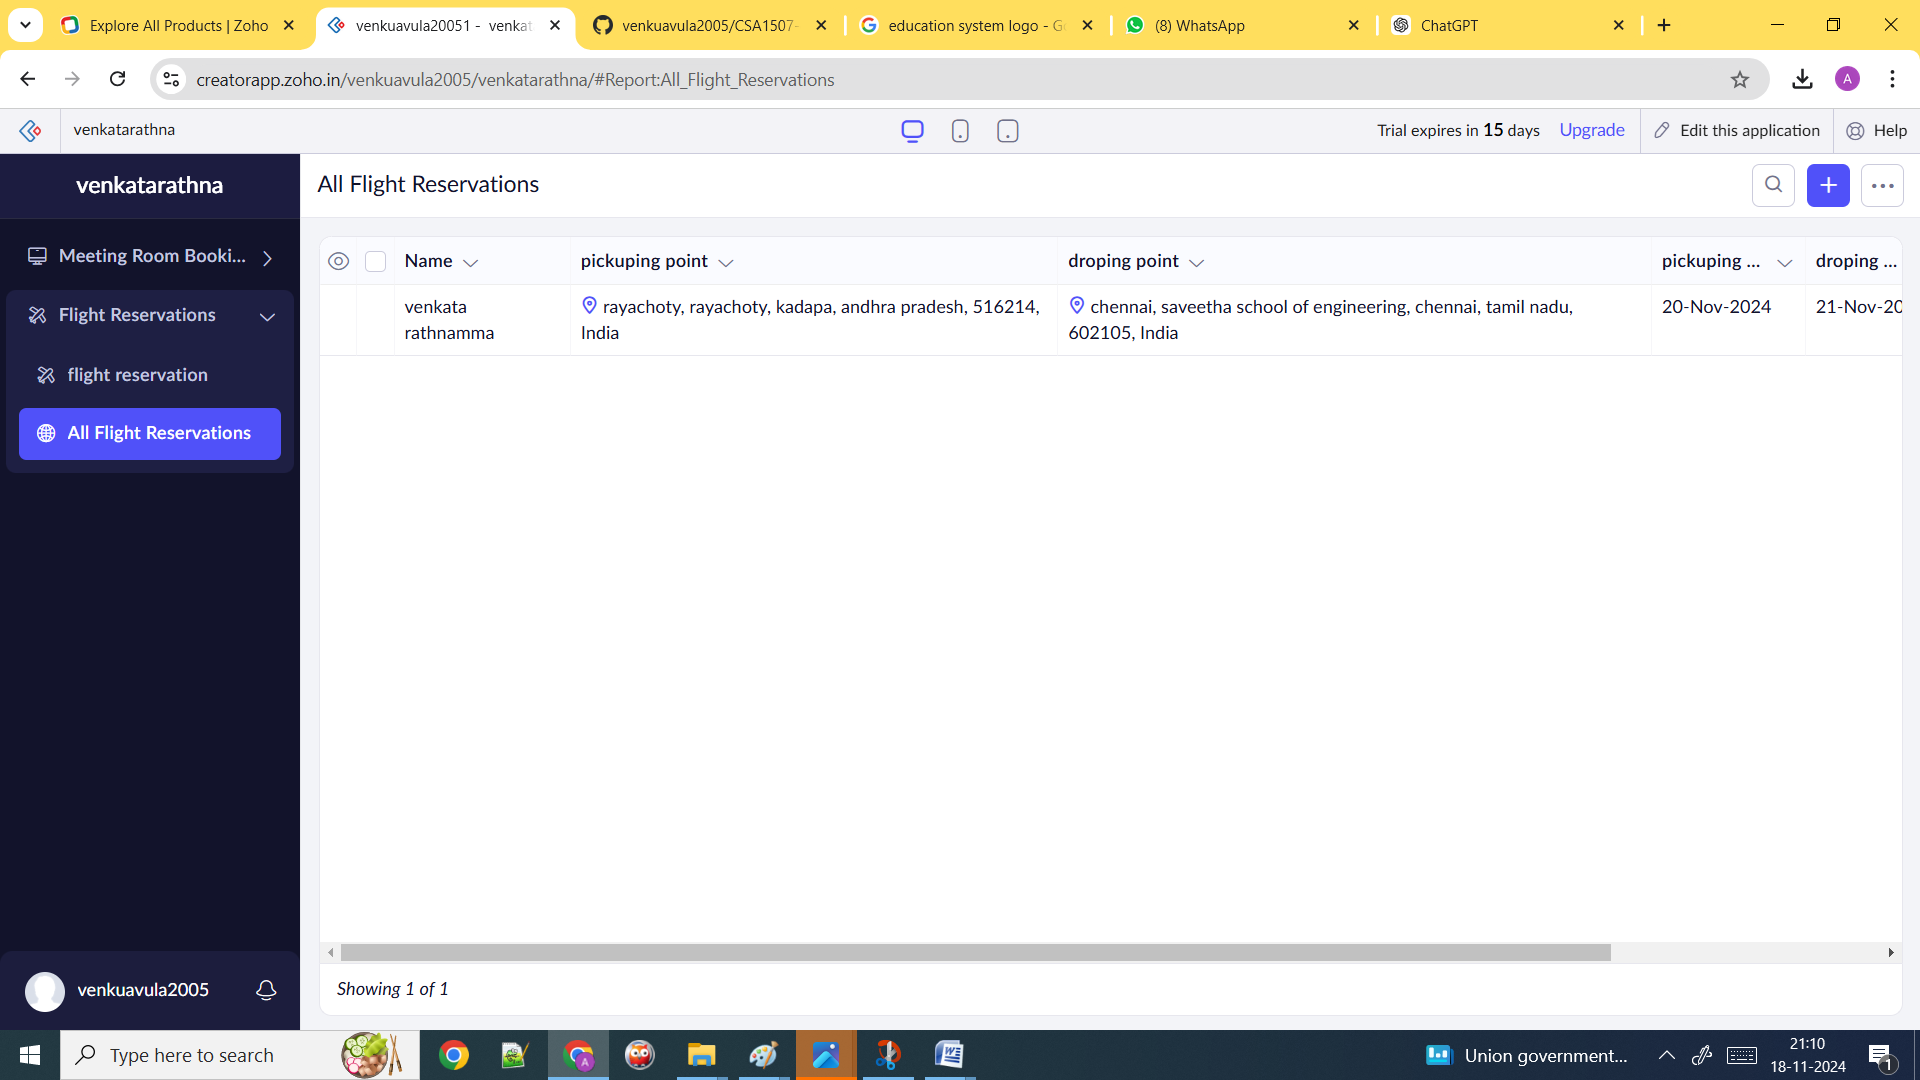 Explore All Products | Zoho
venkuavula20051 - venkat
venkuavula2005/CSA1507-
education system logo - G
(8) WhatsApp
ChatGPT
creatorapp.zoho.in/venkuavula2005/venkatarathna/#Report:All_Flight_Reservations
A
venkatarathna
Trial expires in 15 days
Upgrade
Edit this application
Help
venkatarathna
All Flight Reservations
Meeting Room Booki...
Flight Reservations
flight reservation
All Flight Reservations
Name
pickuping point
droping point
pickuping ...
droping ...
venkata
rathnamma
rayachoty, rayachoty, kadapa, andhra pradesh, 516214,
India
chennai, saveetha school of engineering, chennai, tamil nadu,
602105, India
20-Nov-2024
21-Nov-20
Showing 1 of 1
venkuavula2005
Type here to search
Union government...
21:10
18-11-2024
1